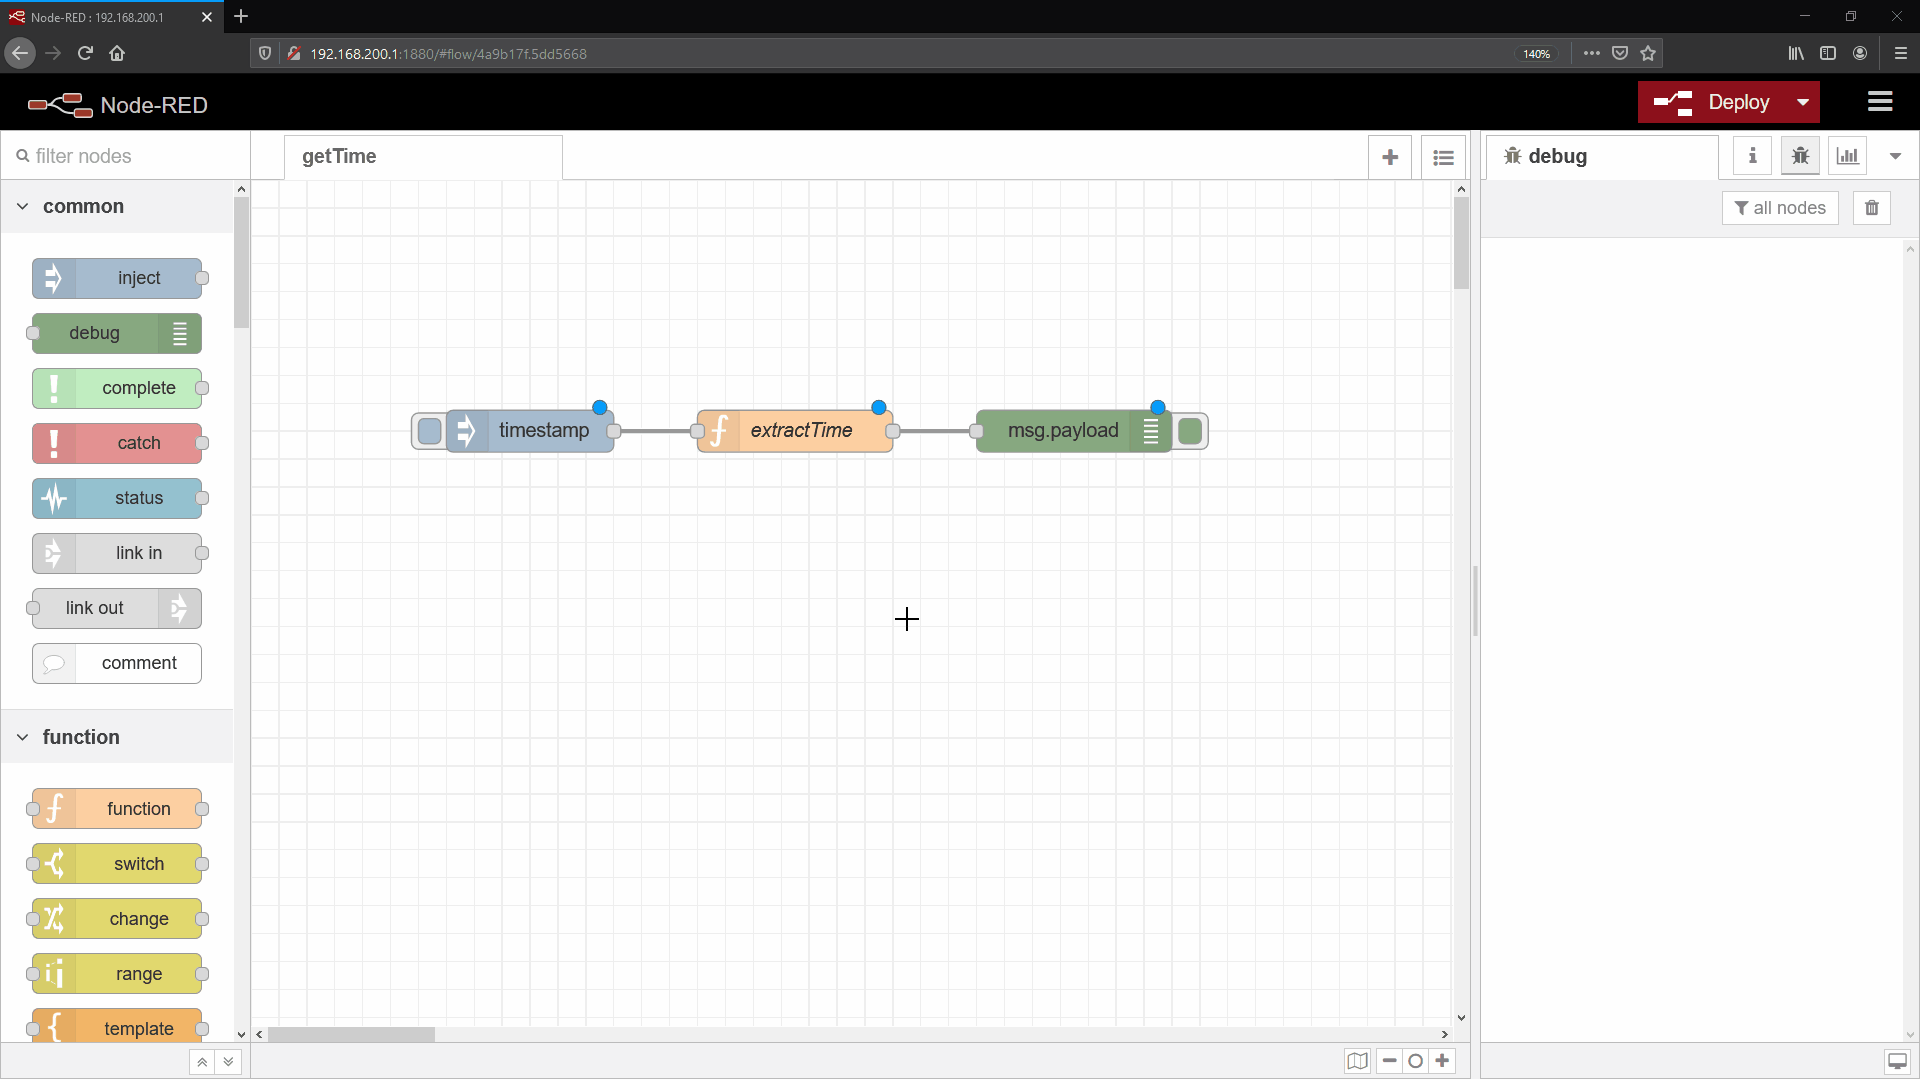 Node-RED : 192.168.200.1
192.168.200.1:1880/#flow/4a9b17f.5dd5668
140%
Node-RED
Deploy
filter nodes
getTime
debug
all nodes
common
inject
debug
complete
catch
status
link in
link out
comment
function
function
switch
change
range
template
timestamp
extractTime
msg.payload